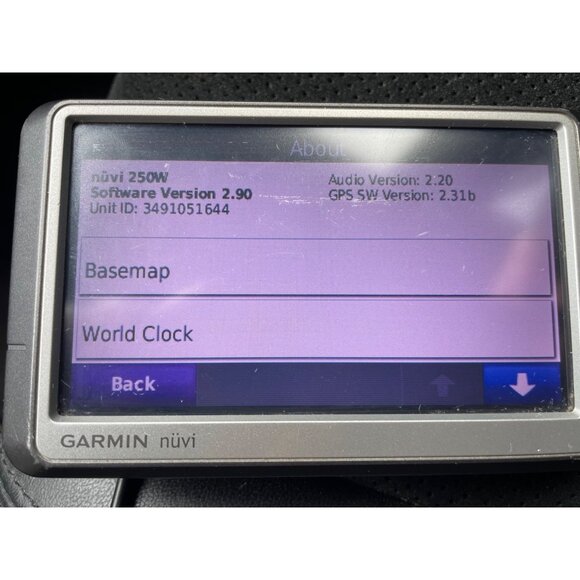 About
nüvi 250W
Software Version 2.90
Unit ID: 3491051644
Audio Version: 2.20
GPS SW Version: 2.31b
Basemap
World Clock
Back
GARMIN nüvi